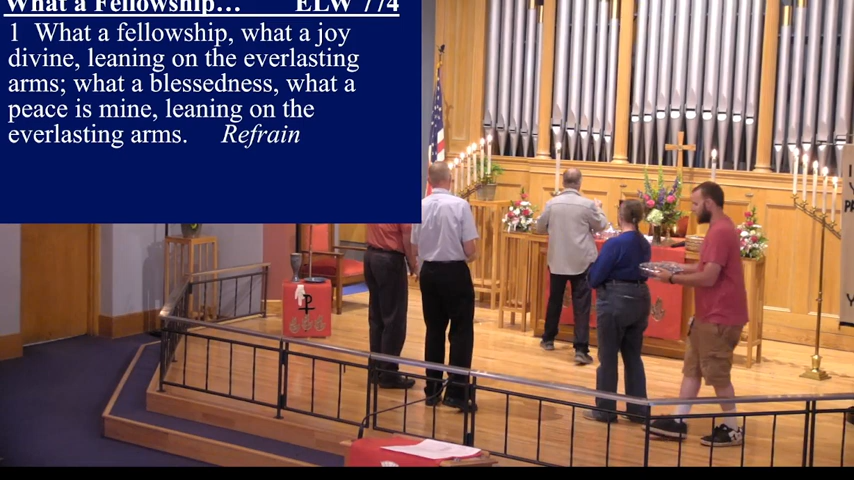 What a Fellowship… ELW 774
1 What a fellowship, what a joy
divine, leaning on the everlasting
arms; what a blessedness, what a
peace is mine, leaning on the
everlasting arms. Refrain